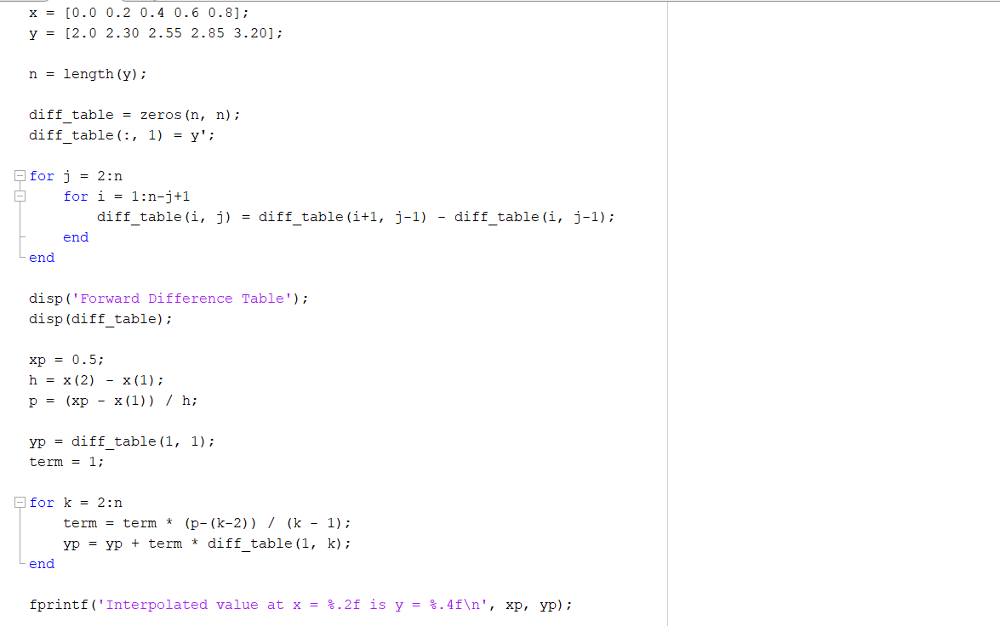 x = [0.0 0.2 0.4 0.6 0.8];
y = [2.0 2.30 2.55 2.85 3.20];
n = length(y);
diff_table = zeros(n, n);
diff_table(:, 1) = y';
for j = 2:n
    for i = 1:n-j+1
        diff_table(i, j) = diff_table(i+1, j-1) - diff_table(i, j-1);
    end
end
disp('Forward Difference Table');
disp(diff_table);
xp = 0.5;
h = x(2) - x(1);
p = (xp - x(1)) / h;
yp = diff_table(1, 1);
term = 1;
for k = 2:n
    term = term * (p-(k-2)) / (k - 1);
    yp = yp + term * diff_table(1, k);
end
fprintf('Interpolated value at x = %.2f is y = %.4f\n', xp, yp);